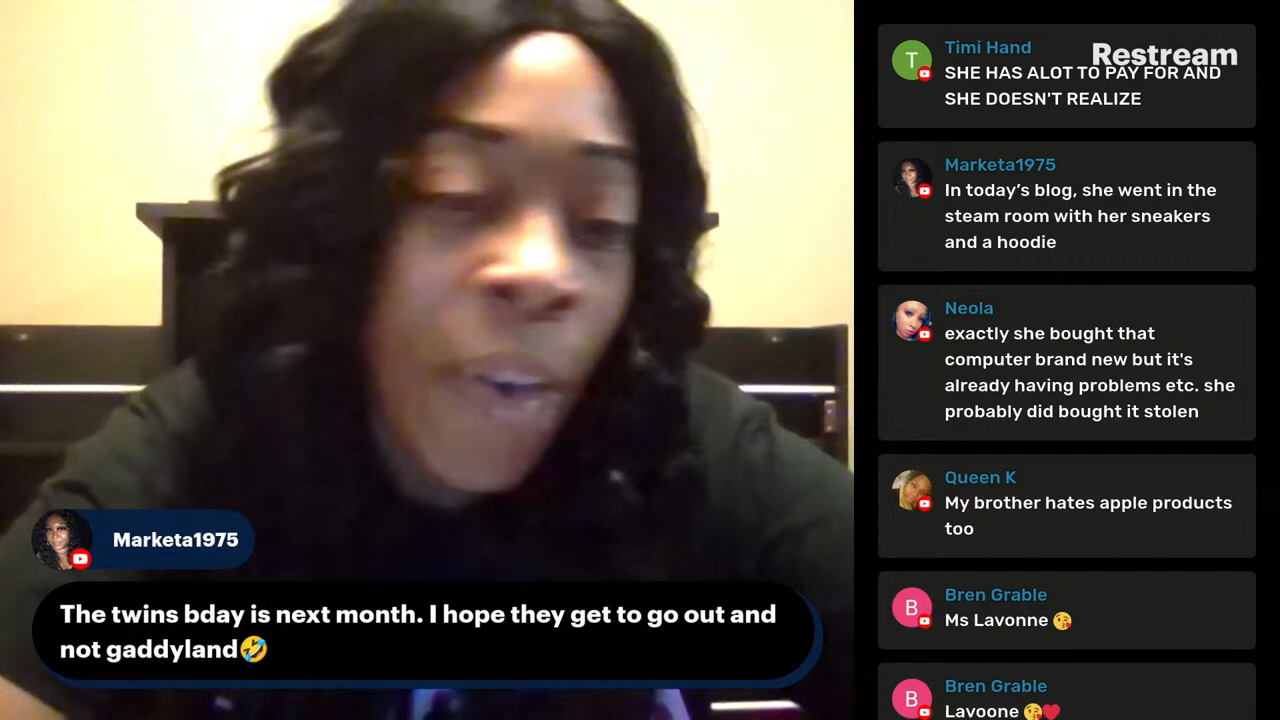 Restream
Timi Hand
SHE HAS ALOT TO PAY FOR AND
SHE DOESN'T REALIZE
Marketa1975
In today’s blog, she went in the
steam room with her sneakers
and a hoodie
Neola
exactly she bought that
computer brand new but it's
already having problems etc. she
probably did bought it stolen
Queen K
My brother hates apple products
too
Bren Grable
Ms Lavonne 😘
Bren Grable
Lavoone 😘❤️
Marketa1975
The twins bday is next month. I hope they get to go out and
not gaddyland🤣
T
B
B